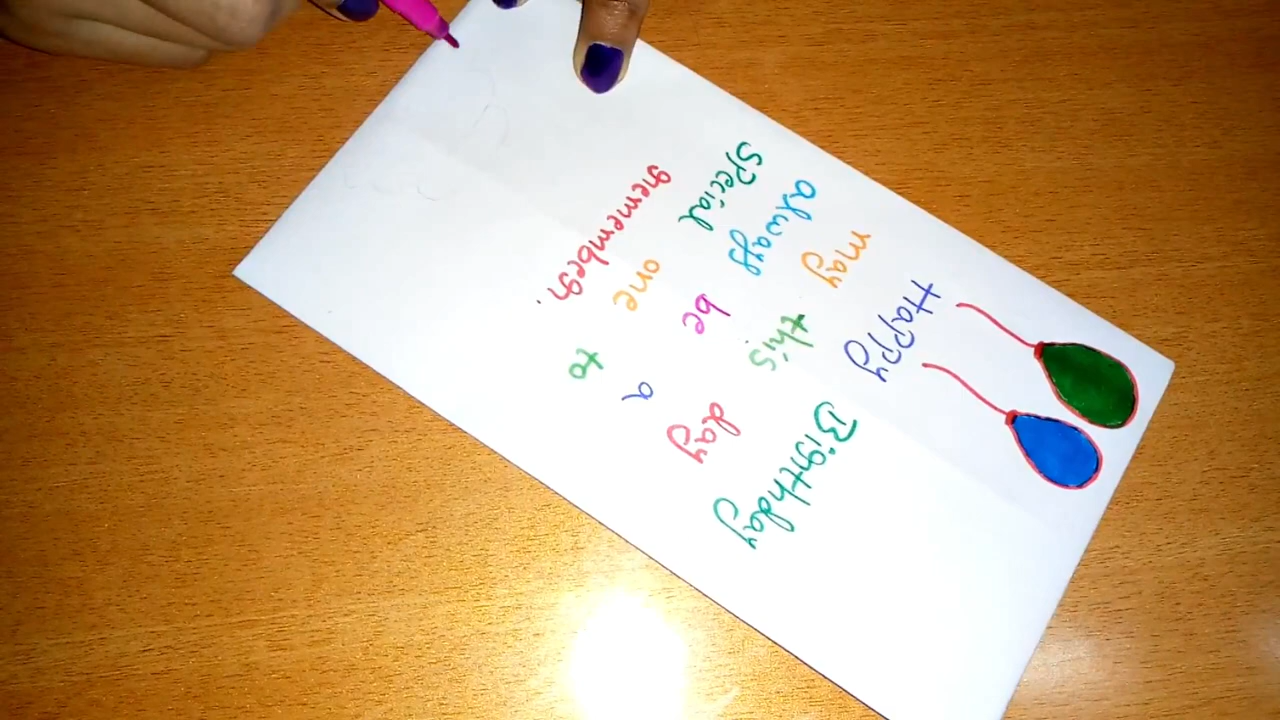 Happy Birthday
may this day
always be a
special one to
remember.